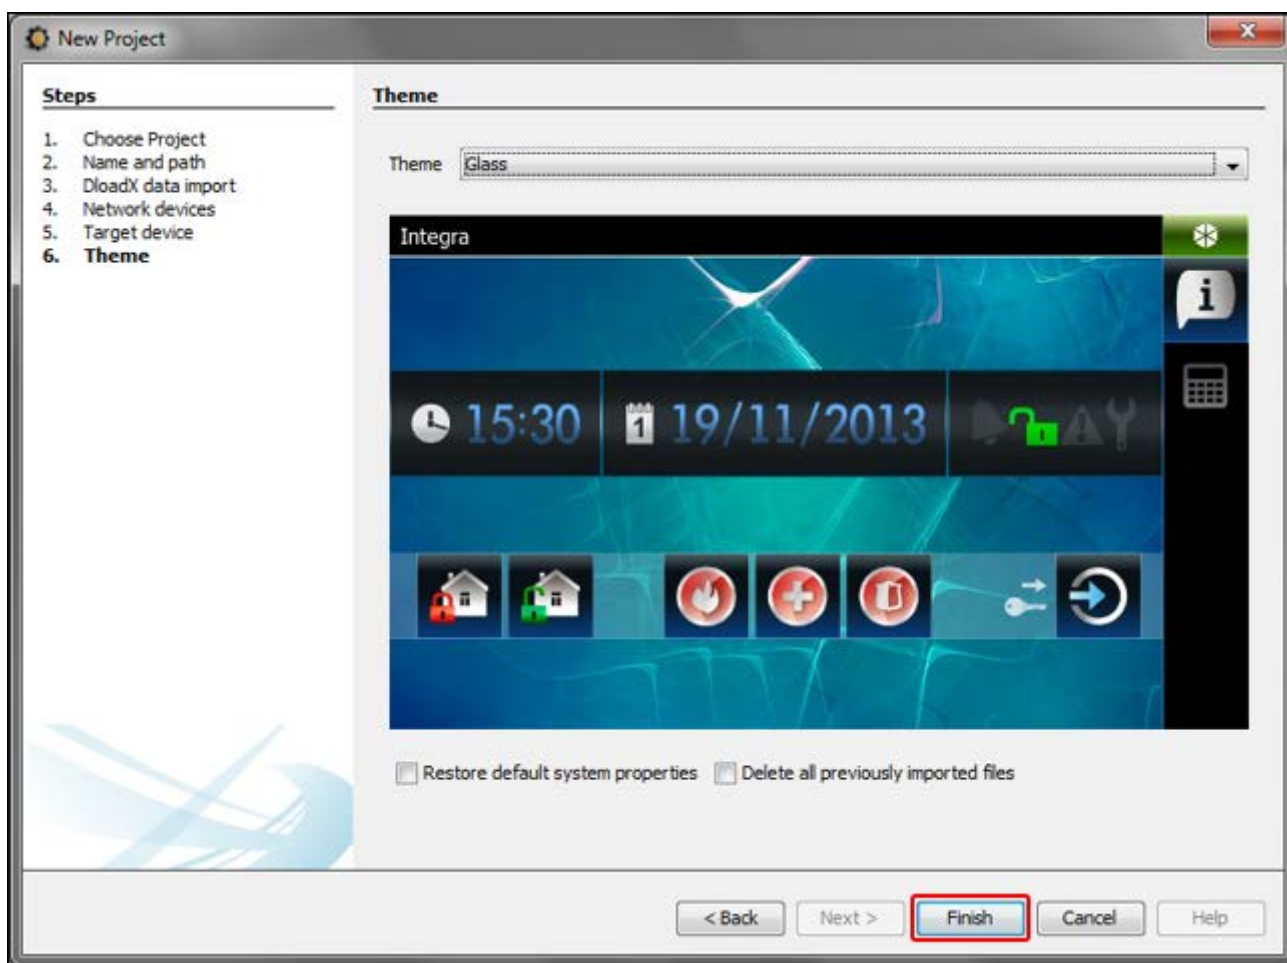 New Project
Steps
1. Choose Project
2. Name and path
3. DloadX data import
4. Network devices
5. Target device
6. Theme
Theme
Theme Glass
Integra
i
15:30 1 19/11/2013
Restore default system properties Delete all previously imported files
< Back Next > Finish Cancel Help